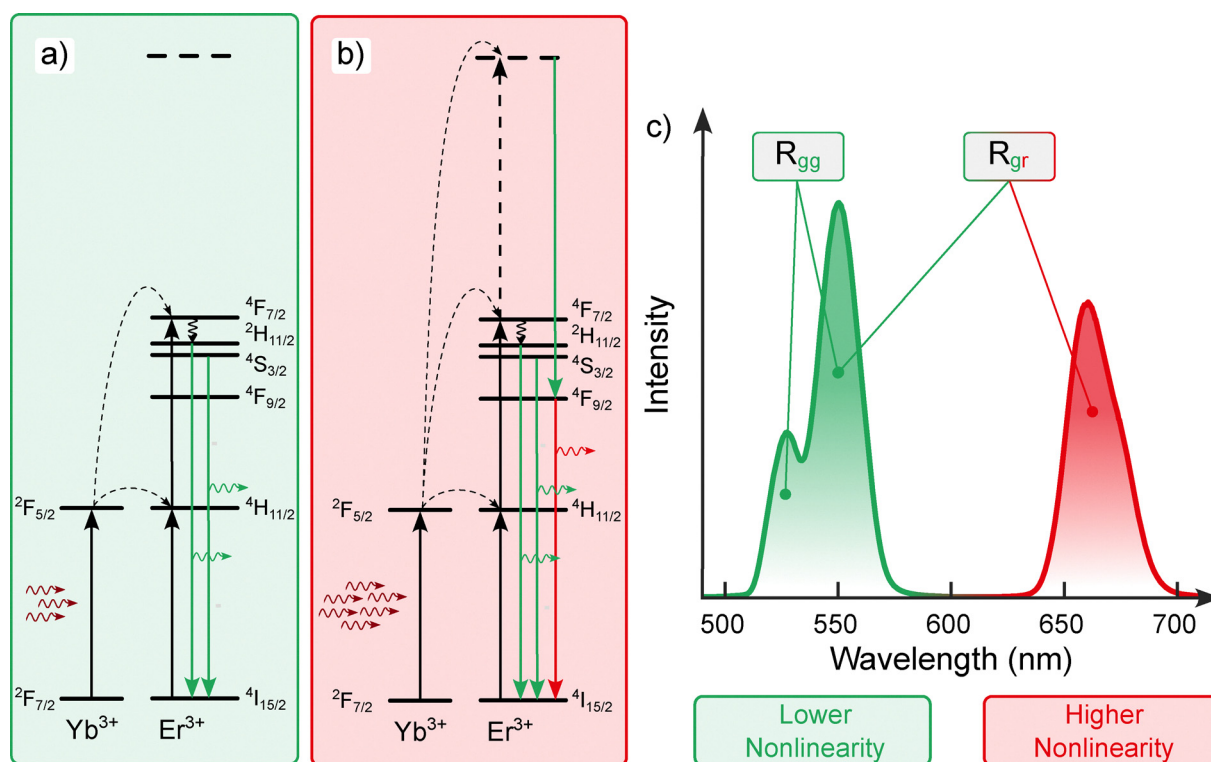 a)
⁴F₇/₂
²H₁₁/₂
⁴S₃/₂
⁴F₉/₂
²F₅/₂
⁴H₁₁/₂
²F₇/₂
⁴I₁₅/₂
Yb³⁺
Er³⁺
b)
⁴F₇/₂
²H₁₁/₂
⁴S₃/₂
⁴F₉/₂
²F₅/₂
⁴H₁₁/₂
²F₇/₂
⁴I₁₅/₂
Yb³⁺
Er³⁺
c)
Rgg
Rgr
Intensity
500
550
600
650
700
Wavelength (nm)
Lower
Nonlinearity
Higher
Nonlinearity